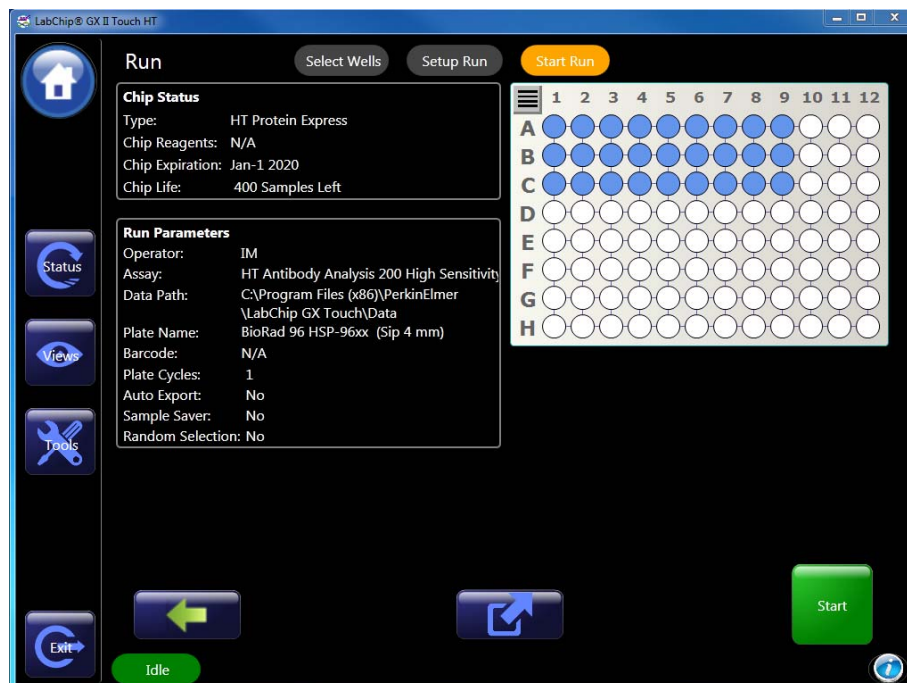 LabChip® GX II Touch HT
Run
Select Wells
Setup Run
Start Run
Chip Status
Type: HT Protein Express
Chip Reagents: N/A
Chip Expiration: Jan-1 2020
Chip Life: 400 Samples Left
Run Parameters
Operator: IM
Assay: HT Antibody Analysis 200 High Sensitivity
Data Path: C:\Program Files (x86)\PerkinElmer
\LabChip GX Touch\Data
Plate Name: BioRad 96 HSP-96xx (Sip 4 mm)
Barcode: N/A
Plate Cycles: 1
Auto Export: No
Sample Saver: No
Random Selection: No
1 2 3 4 5 6 7 8 9 10 11 12
A
B
C
D
E
F
G
H
Status
Views
Tools
Exit
Start
Idle